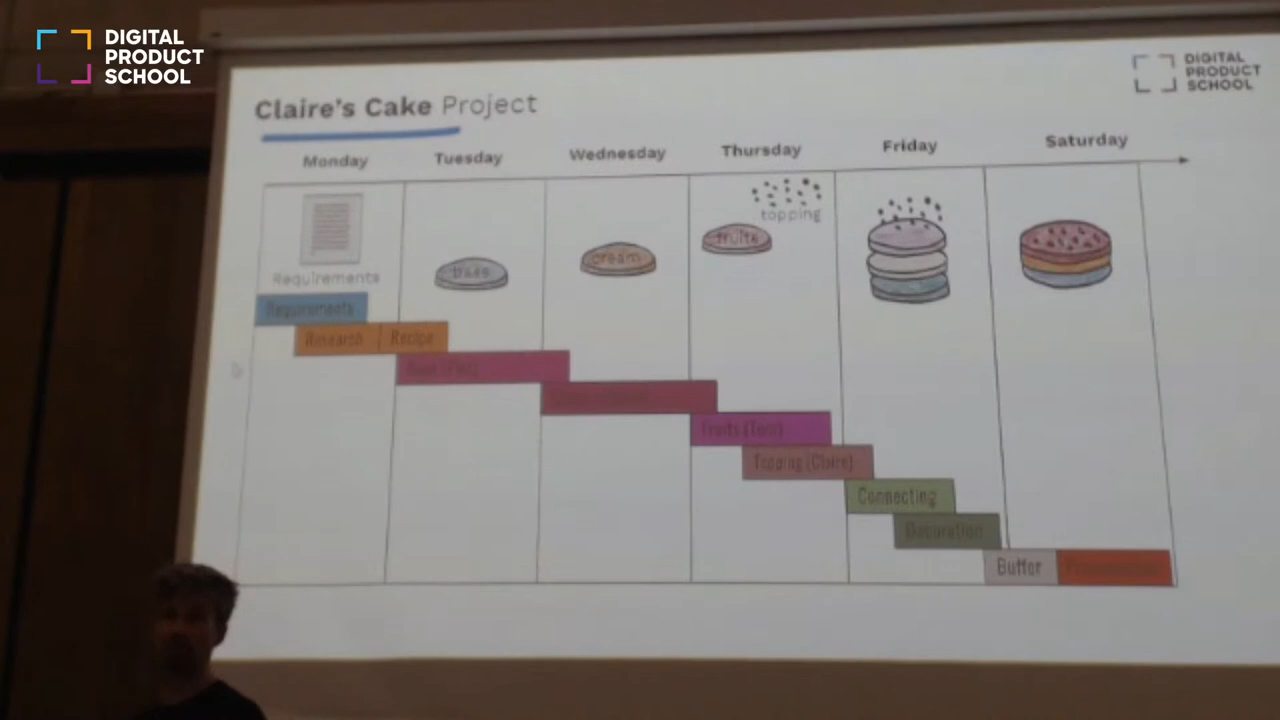 DIGITAL
PRODUCT
SCHOOL
DIGITAL
PRODUCT
SCHOOL
Claire's Cake Project
Monday Tuesday Wednesday Thursday Friday Saturday
topping
fruits
cream
base
Requirements
Requirements
Research Recipe
Fruits (Tom)
Topping (Claire)
Connecting
Decoration
Buffer